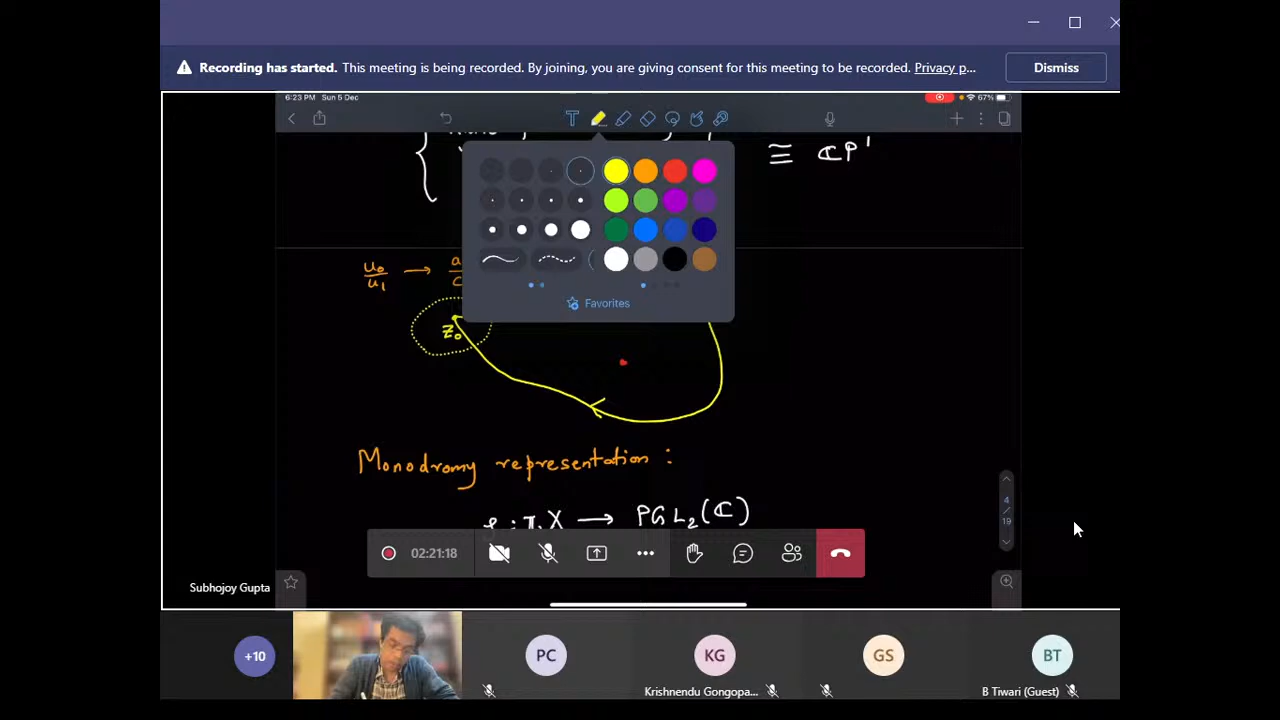 Recording has started. This meeting is being recorded. By joining, you are giving consent for this meeting to be recorded. Privacy p... Dismiss
6:23 PM Sun 5 Dec 67%
T
≅ ℂP¹
u₀/u₁ → a
c
Favorites
z₀
Monodromy representation :
π₁X → PGL₂(ℂ)
4
/
19
02:21:18
Subhojoy Gupta
+10 PC KG GS BT
Krishnendu Gongopa... B Tiwari (Guest)